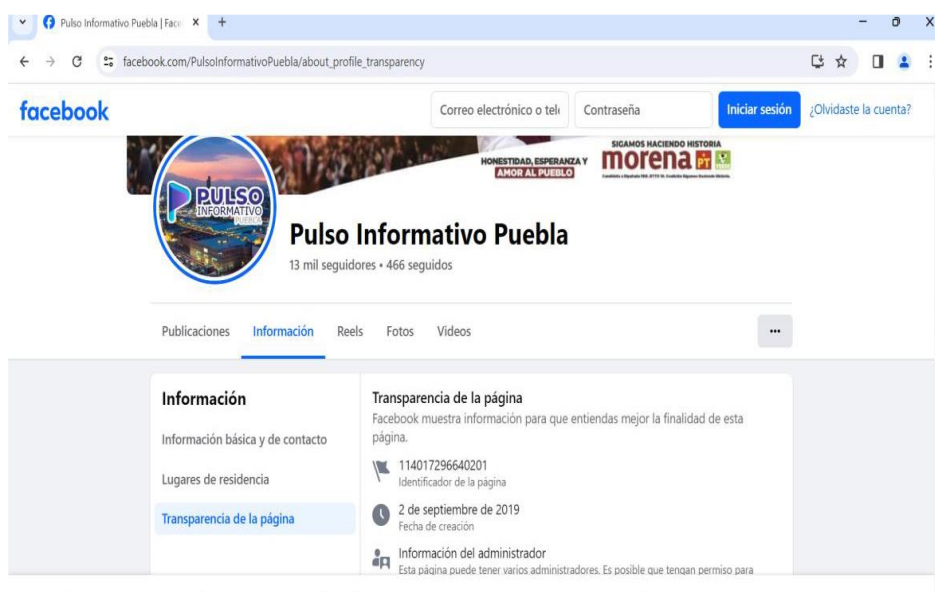 Pulso Informativo Puebla | Face
facebook.com/PulsoInformativoPuebla/about_profile_transparency
facebook
Correo electrónico o telé
Contraseña
Iniciar sesión
¿Olvidaste la cuenta?
HONESTIDAD, ESPERANZA Y
AMOR AL PUEBLO
SIGAMOS HACIENDO HISTORIA
morena PT
PULSO
INFORMATIVO
PUEBLA
Pulso Informativo Puebla
13 mil seguidores • 466 seguidos
Publicaciones Información Reels Fotos Videos
Información
Información básica y de contacto
Lugares de residencia
Transparencia de la página
Transparencia de la página
Facebook muestra información para que entiendas mejor la finalidad de esta
página.
114017296640201
Identificador de la página
2 de septiembre de 2019
Fecha de creación
Información del administrador
Esta página puede tener varios administradores. Es posible que tengan permiso para